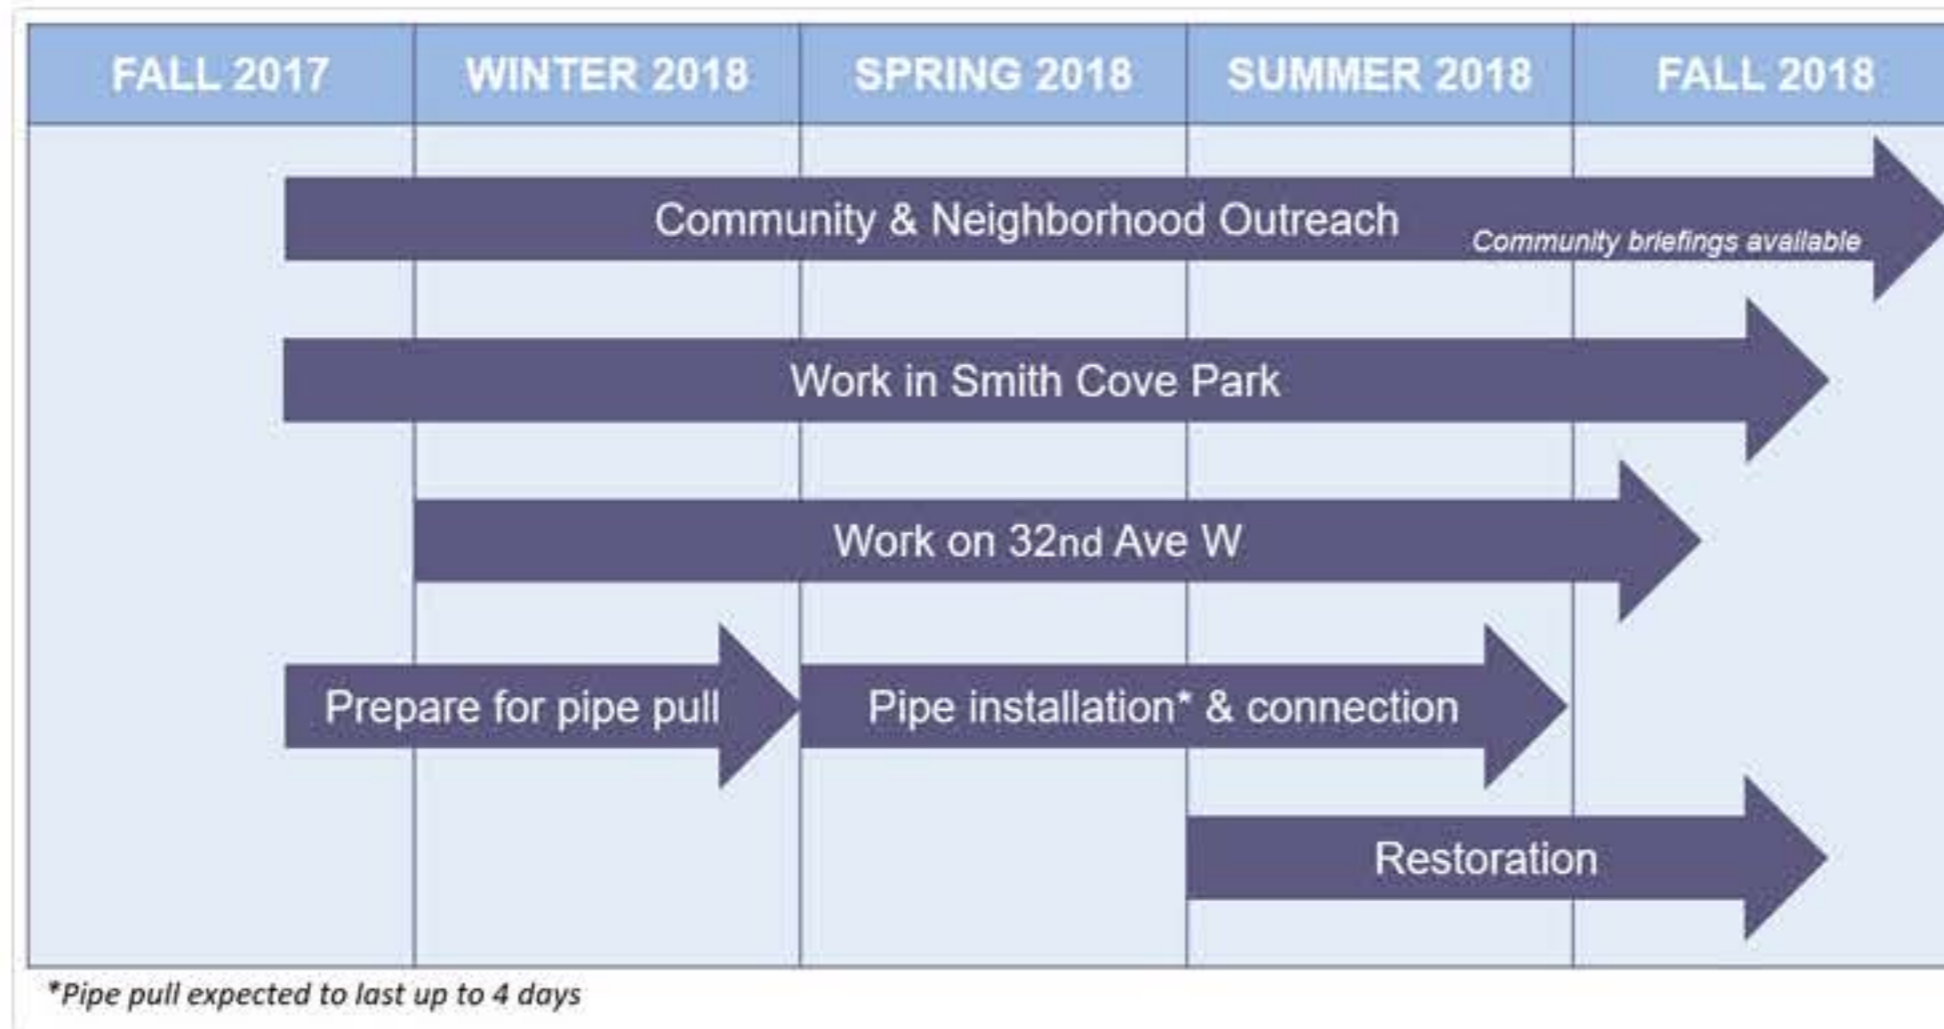 FALL 2017 WINTER 2018 SPRING 2018 SUMMER 2018 FALL 2018
Community & Neighborhood Outreach
Community briefings available
Work in Smith Cove Park
Work on 32nd Ave W
Prepare for pipe pull Pipe installation* & connection
Restoration
*Pipe pull expected to last up to 4 days